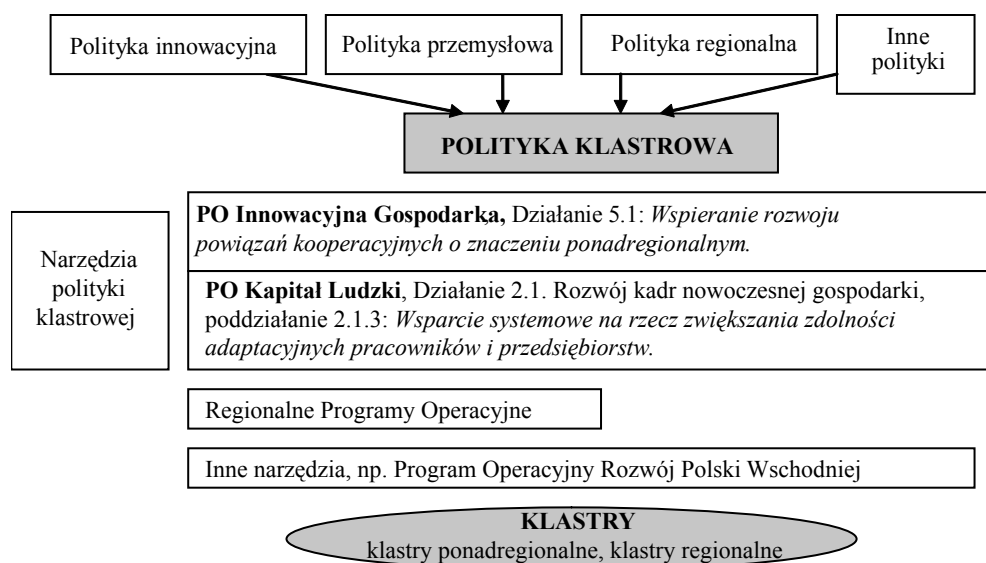 Polityka innowacyjna
Polityka przemysłowa
Polityka regionalna
Inne
polityki
POLITYKA KLASTROWA
Narzędzia
polityki
klastrowej
PO Innowacyjna Gospodarka, Działanie 5.1: Wspieranie rozwoju
powiązań kooperacyjnych o znaczeniu ponadregionalnym.
PO Kapitał Ludzki, Działanie 2.1. Rozwój kadr nowoczesnej gospodarki,
poddziałanie 2.1.3: Wsparcie systemowe na rzecz zwiększania zdolności
adaptacyjnych pracowników i przedsiębiorstw.
Regionalne Programy Operacyjne
Inne narzędzia, np. Program Operacyjny Rozwój Polski Wschodniej
KLASTRY
klastry ponadregionalne, klastry regionalne